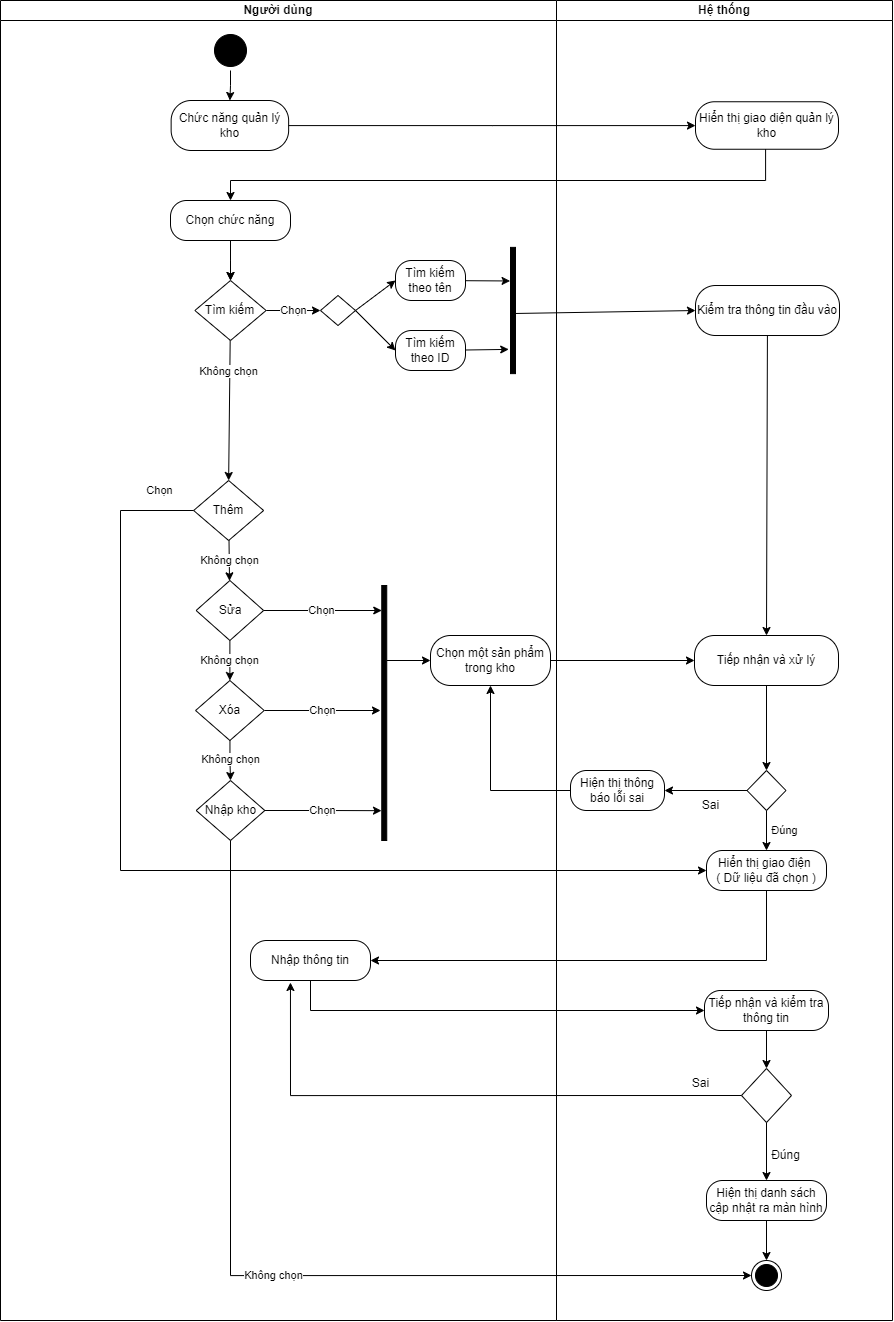 Người dùng
Hệ thống
Chức năng quản lý
kho
Hiển thị giao diện quản lý
kho
Chọn chức năng
Tìm kiếm
Chọn
Tìm kiếm
theo tên
Tìm kiếm
theo ID
Kiểm tra thông tin đầu vào
Không chọn
Chọn
Thêm
Không chọn
Sửa
Chọn
Không chọn
Chọn một sản phẩm
trong kho
Tiếp nhận và xử lý
Xóa
Chọn
Không chọn
Hiện thị thông
báo lỗi sai
Sai
Nhập kho
Chọn
Đúng
Hiển thị giao điện
( Dữ liệu đã chọn )
Nhập thông tin
Tiếp nhận và kiểm tra
thông tin
Sai
Đúng
Hiện thị danh sách
cập nhật ra màn hình
Không chọn